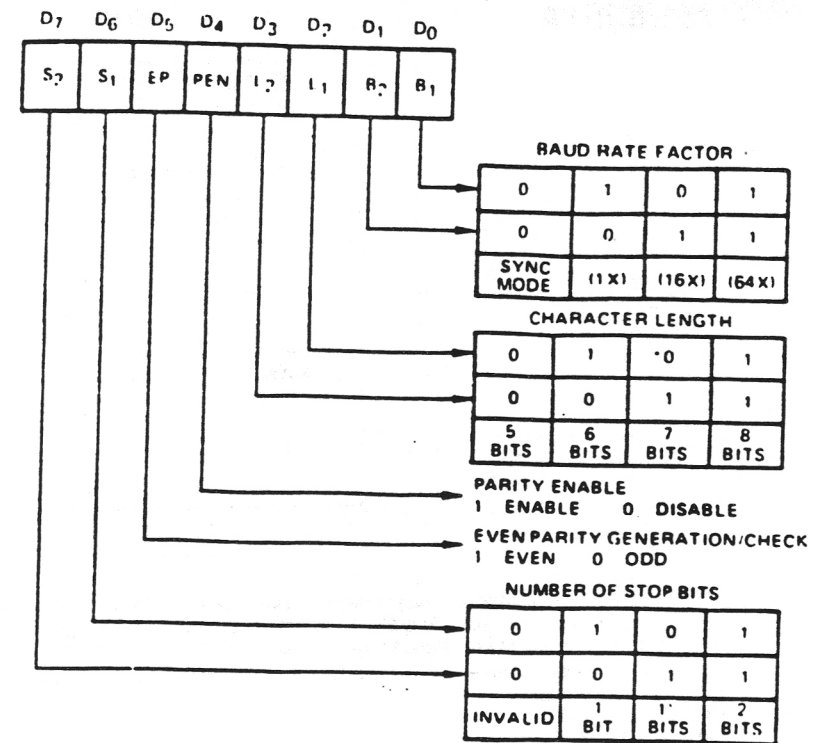 D7 D6 D5 D4 D3 D2 D1 D0
S2 S1 EP PEN L2 L1 B2 B1
BAUD RATE FACTOR
0 1 0 1
0 0 1 1
SYNC MODE (1X) (16X) (64X)
CHARACTER LENGTH
0 1 0 1
0 0 1 1
5 BITS 6 BITS 7 BITS 8 BITS
PARITY ENABLE
1 ENABLE 0 DISABLE
EVEN PARITY GENERATION/CHECK
1 EVEN 0 ODD
NUMBER OF STOP BITS
0 1 0 1
0 0 1 1
INVALID 1 BIT BITS 2 BITS